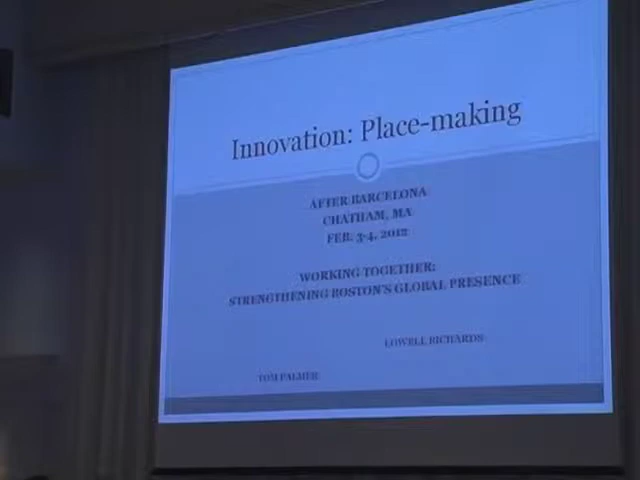 Innovation: Place-making
AFTER BARCELONA
CHATHAM, MA
FEB. 3-4, 2012
WORKING TOGETHER:
STRENGTHENING BOSTON'S GLOBAL PRESENCE
LOWELL RICHARDS
TOM PALMER